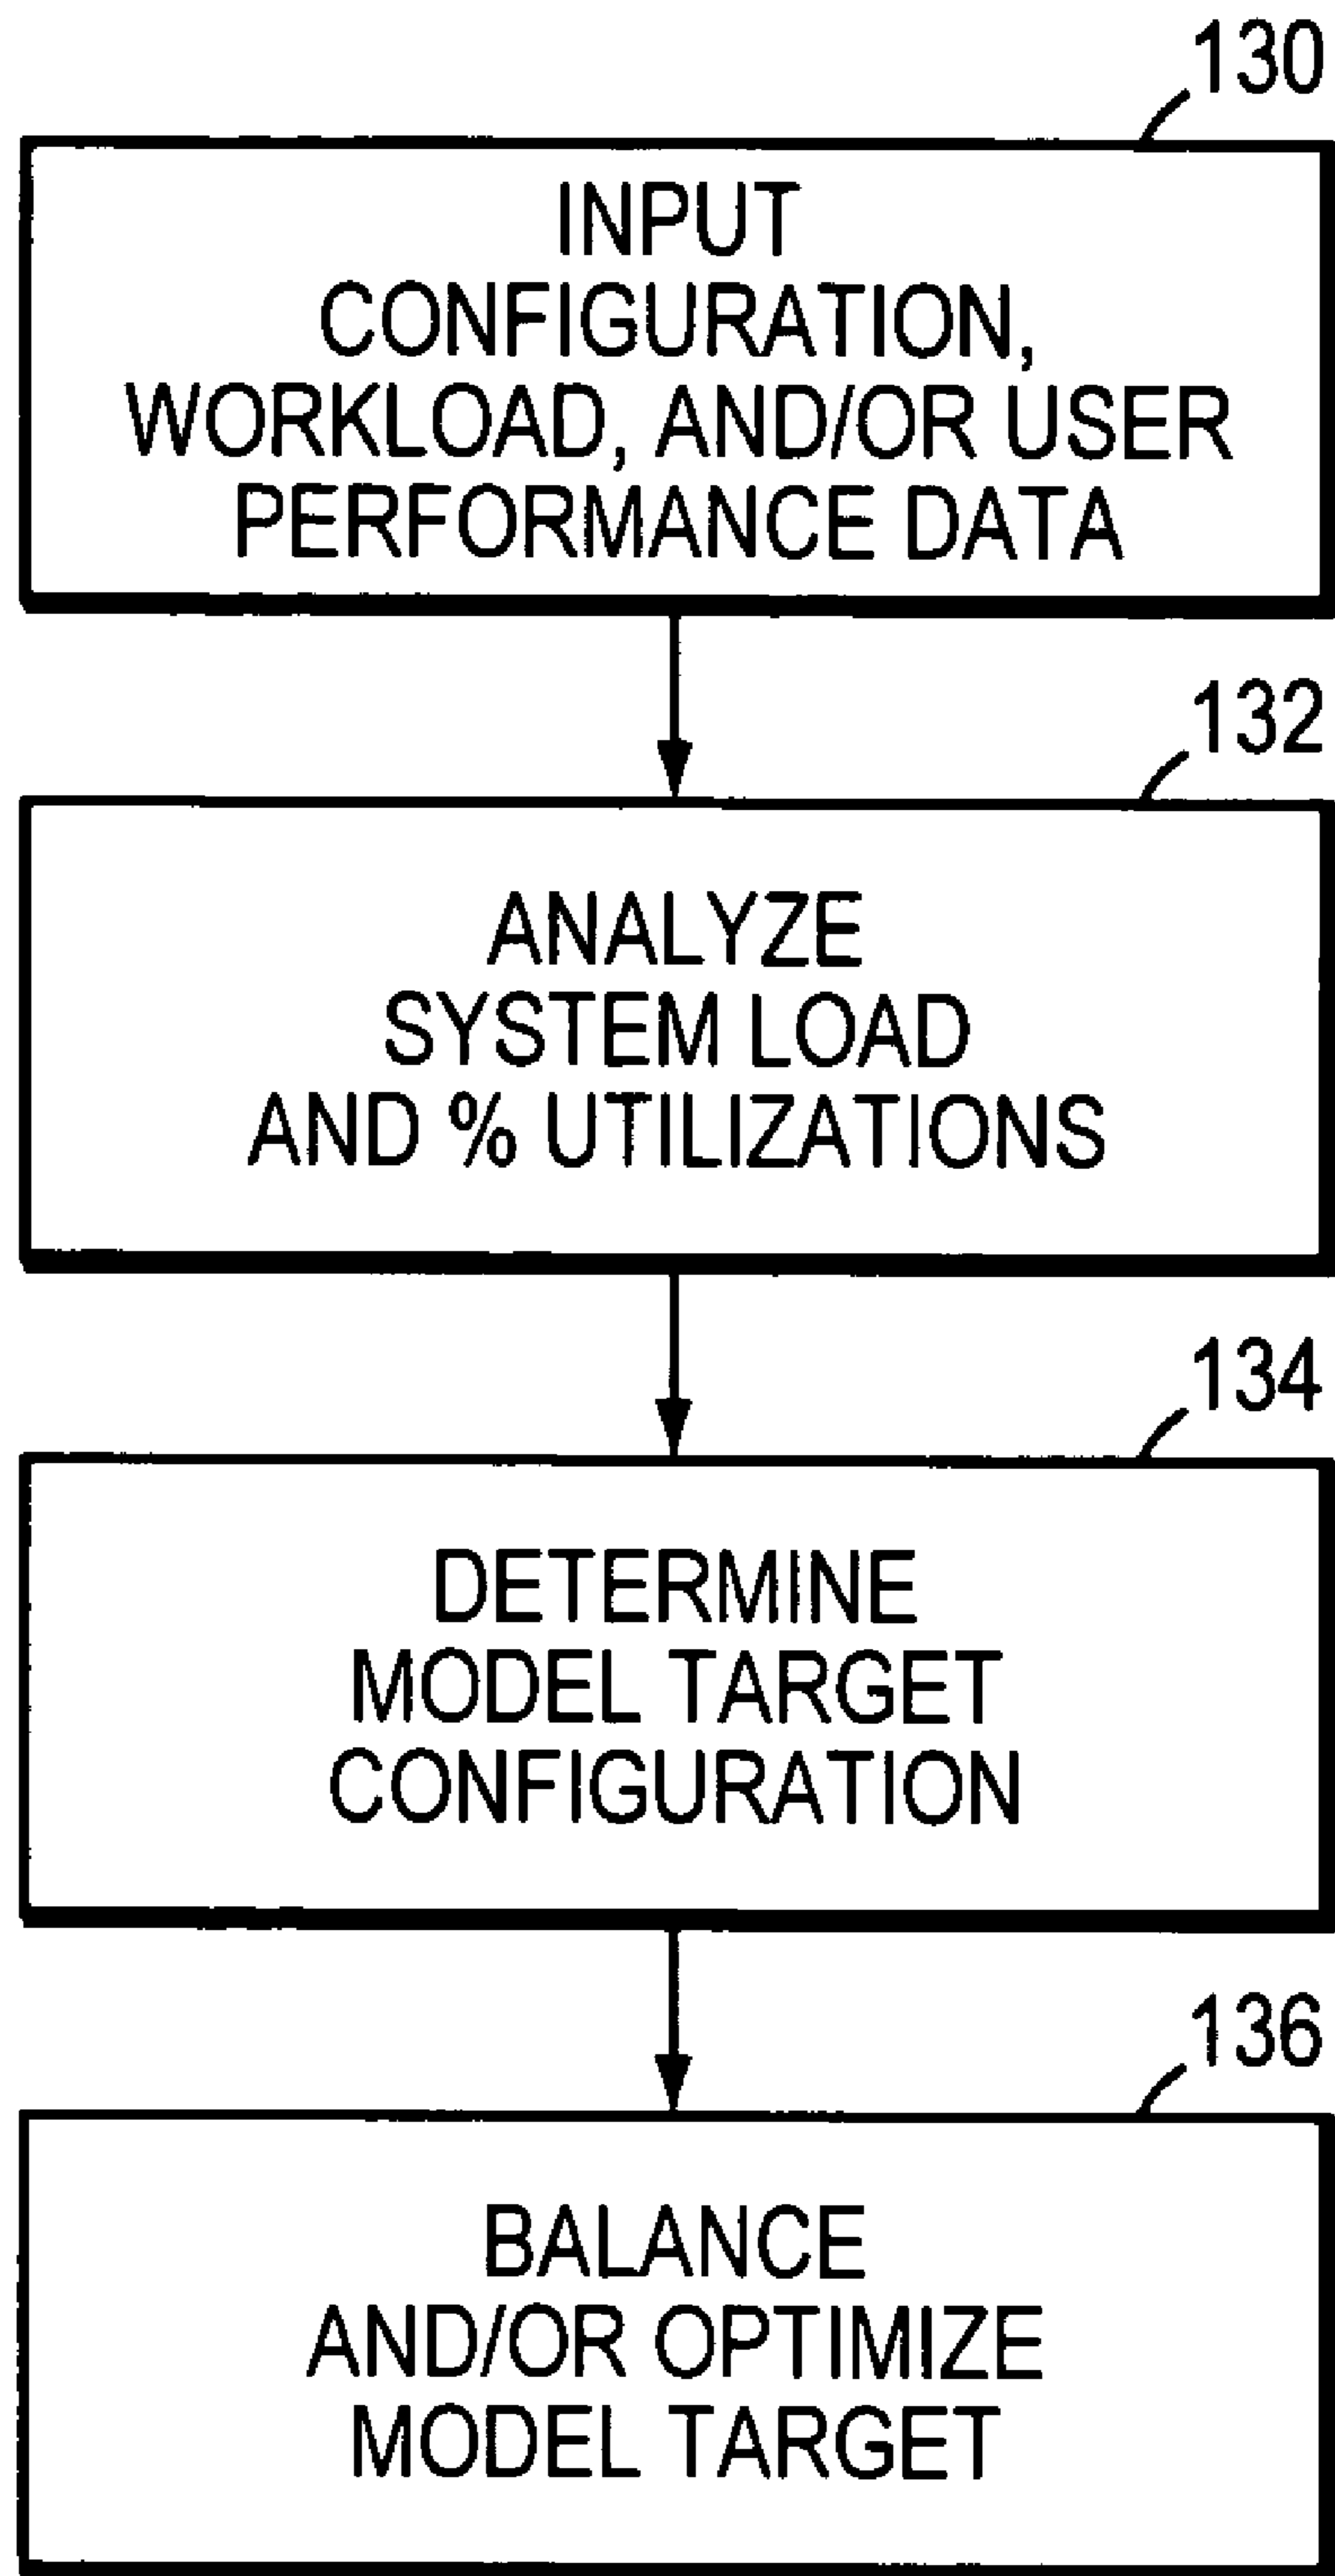 130
INPUT
CONFIGURATION,
WORKLOAD, AND/OR USER
PERFORMANCE DATA
132
ANALYZE
SYSTEM LOAD
AND % UTILIZATIONS
134
DETERMINE
MODEL TARGET
CONFIGURATION
136
BALANCE
AND/OR OPTIMIZE
MODEL TARGET